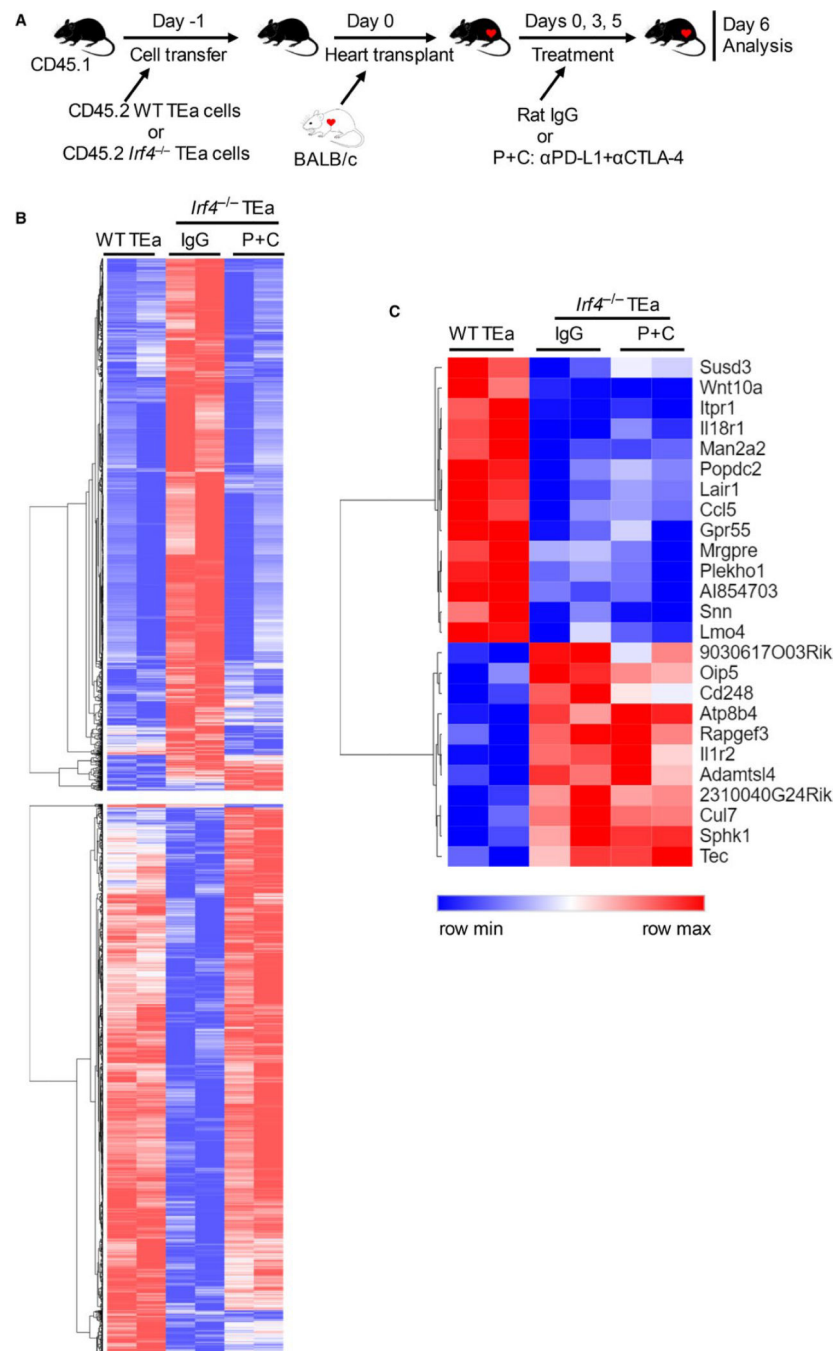 A
Day -1
Day 0
Days 0, 3, 5
Day 6
Analysis
CD45.1
Cell transfer
Heart transplant
Treatment
CD45.2 WT TEa cells
or
CD45.2 Irf4–/– TEa cells
BALB/c
Rat IgG
or
P+C: αPD-L1+αCTLA-4
B
Irf4–/– TEa
WT TEa
IgG
P+C
C
Irf4–/– TEa
WT TEa
IgG
P+C
Susd3
Wnt10a
Itpr1
Il18r1
Man2a2
Popdc2
Lair1
Ccl5
Gpr55
Mrgpre
Plekho1
AI854703
Snn
Lmo4
9030617O03Rik
Oip5
Cd248
Atp8b4
Rapgef3
Il1r2
Adamtsl4
2310040G24Rik
Cul7
Sphk1
Tec
row min
row max